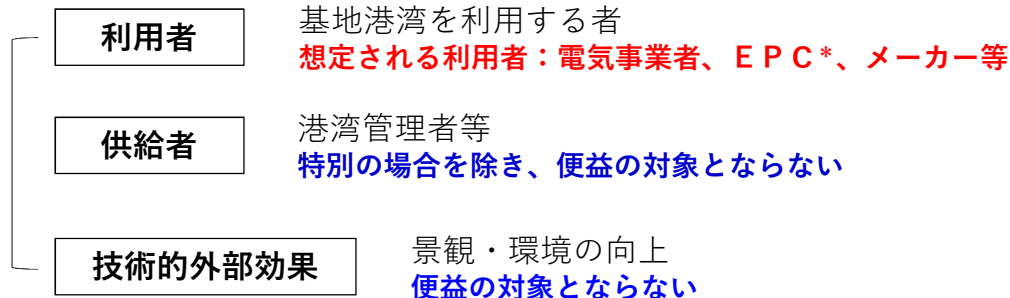 利用者
基地港湾を利用する者
想定される利用者：電気事業者、ＥＰＣ*、メーカー等
供給者
港湾管理者等
特別の場合を除き、便益の対象とならない
技術的外部効果
景観・環境の向上
便益の対象とならない